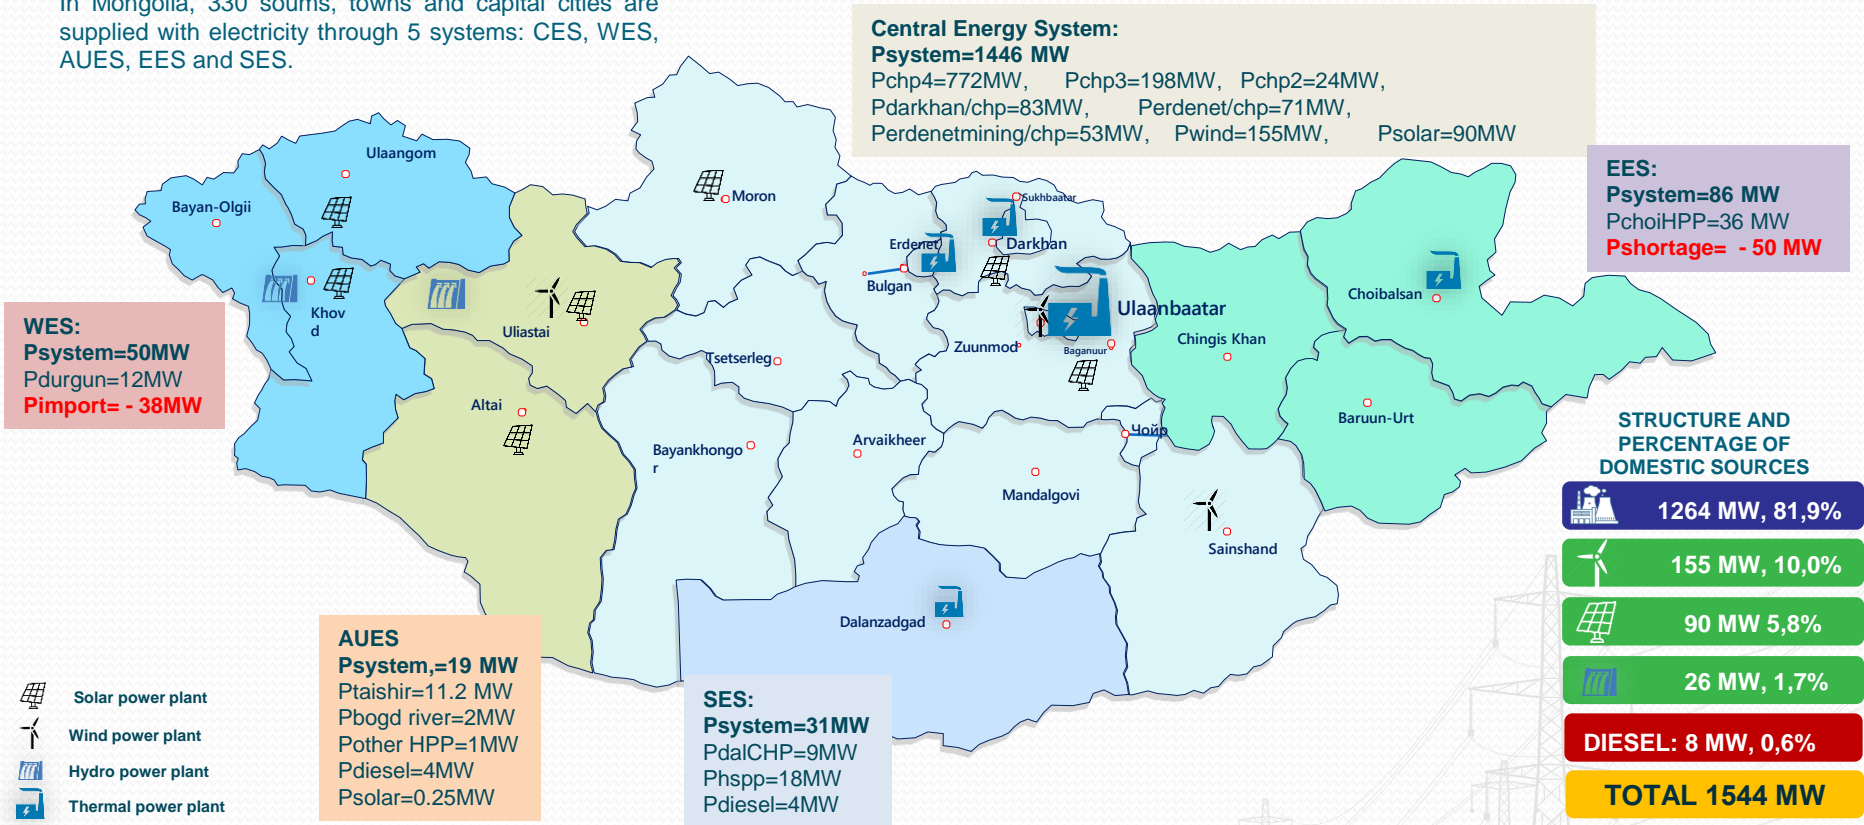 In Mongolia, 330 soums, towns and capital cities are
supplied with electricity through 5 systems: CES, WES,
AUES, EES and SES.
Central Energy System:
Psystem=1446 MW
Pchp4=772MW, Pchp3=198MW, Pchp2=24MW,
Pdarkhan/chp=83MW, Perdenet/chp=71MW,
Perdenetmining/chp=53MW, Pwind=155MW, Psolar=90MW
EES:
Psystem=86 MW
PchoiHPP=36 MW
Pshortage= - 50 MW
WES:
Psystem=50MW
Pdurgun=12MW
Pimport= - 38MW
Ulaangom
Bayan-Olgii
Khov
d
Uliastai
Altai
Moron
Tsetserleg
Bayankhongo
r
Arvaikheer
Erdenet
Bulgan
Sukhbaatar
Darkhan
Ulaanbaatar
Zuunmod
Baganuur
Чойр
Mandalgovi
Sainshand
Dalanzadgad
Chingis Khan
Choibalsan
Baruun-Urt
AUES
Psystem,=19 MW
Ptaishir=11.2 MW
Pbogd river=2MW
Pother HPP=1MW
Pdiesel=4MW
Psolar=0.25MW
SES:
Psystem=31MW
PdalCHP=9MW
Phspp=18MW
Pdiesel=4MW
Solar power plant
Wind power plant
Hydro power plant
Thermal power plant
STRUCTURE AND
PERCENTAGE OF
DOMESTIC SOURCES
1264 MW, 81,9%
155 MW, 10,0%
90 MW 5,8%
26 MW, 1,7%
DIESEL: 8 MW, 0,6%
TOTAL 1544 MW